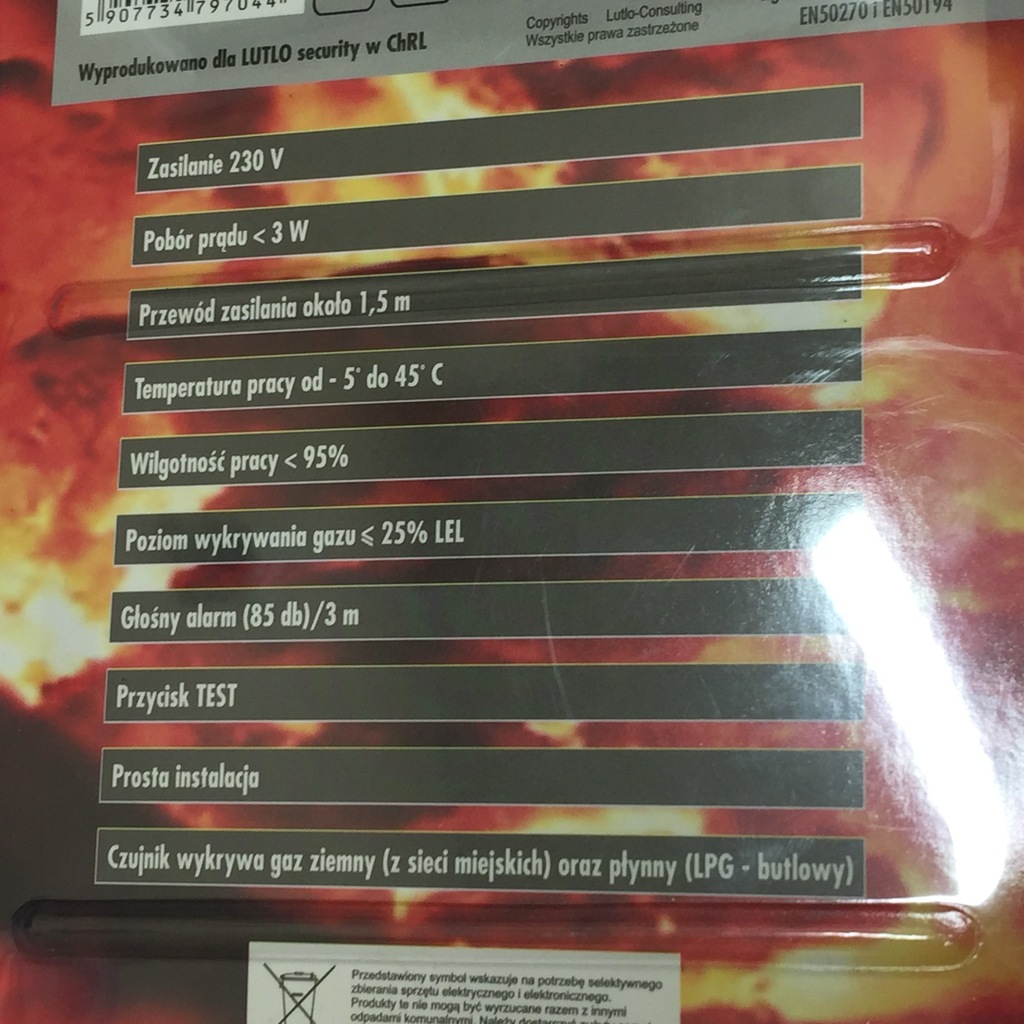 5 907734 797044
Copyrights Lutlo-Consulting
Wszystkie prawa zastrzeżone
EN50270 i EN50194
Wyprodukowano dla LUTLO security w ChRL
Zasilanie 230 V
Pobór prądu < 3 W
Przewód zasilania około 1,5 m
Temperatura pracy od - 5° do 45° C
Wilgotność pracy < 95%
Poziom wykrywania gazu ≤ 25% LEL
Głośny alarm (85 db)/3 m
Przycisk TEST
Prosta instalacja
Czujnik wykrywa gaz ziemny (z sieci miejskich) oraz płynny (LPG - butlowy)
Przedstawiony symbol wskazuje na potrzebę selektywnego
zbierania sprzętu elektrycznego i elektronicznego.
Produkty te nie mogą być wyrzucane razem z innymi
odpadami komunalnymi. Należy